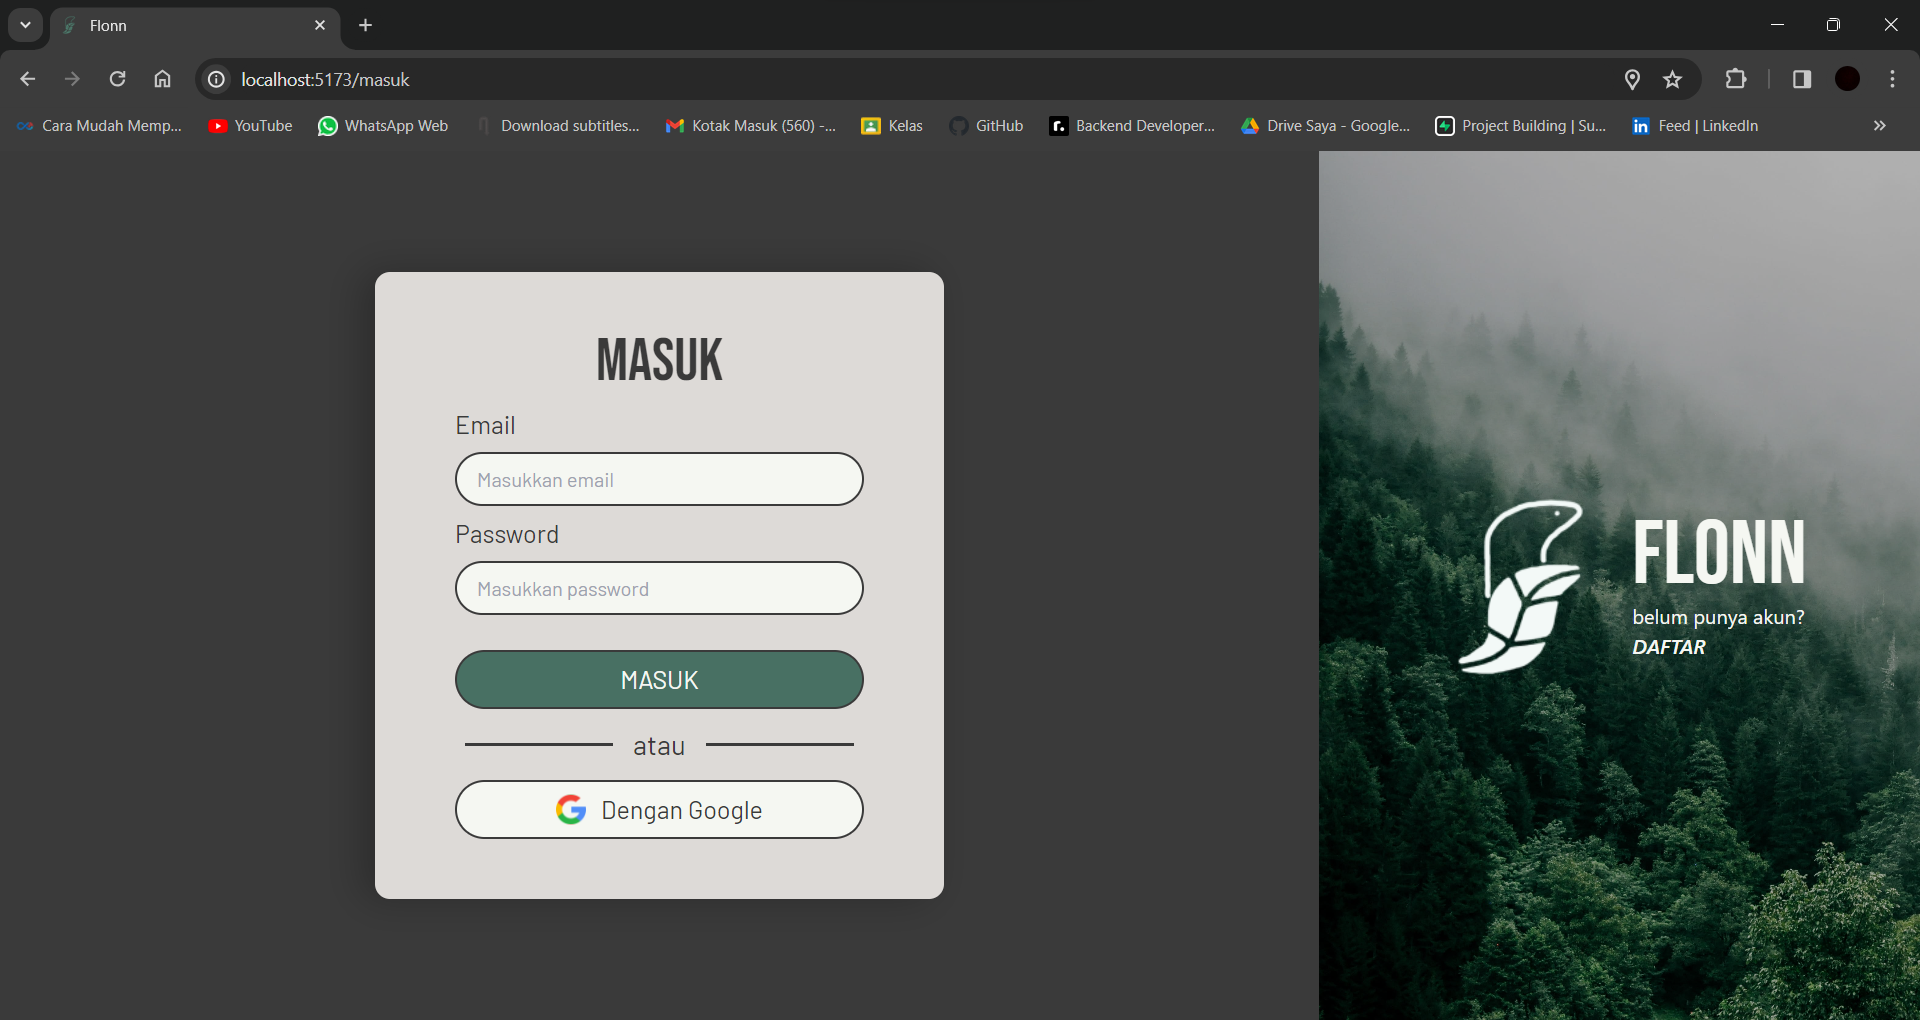 Flonn
localhost:5173/masuk
Cara Mudah Memp...
YouTube
WhatsApp Web
Download subtitles...
Kotak Masuk (560) -...
Kelas
GitHub
Backend Developer...
Drive Saya - Google...
Project Building | Su...
Feed | LinkedIn
MASUK
Email
Masukkan email
Password
Masukkan password
MASUK
atau
Dengan Google
FLONN
belum punya akun?
DAFTAR